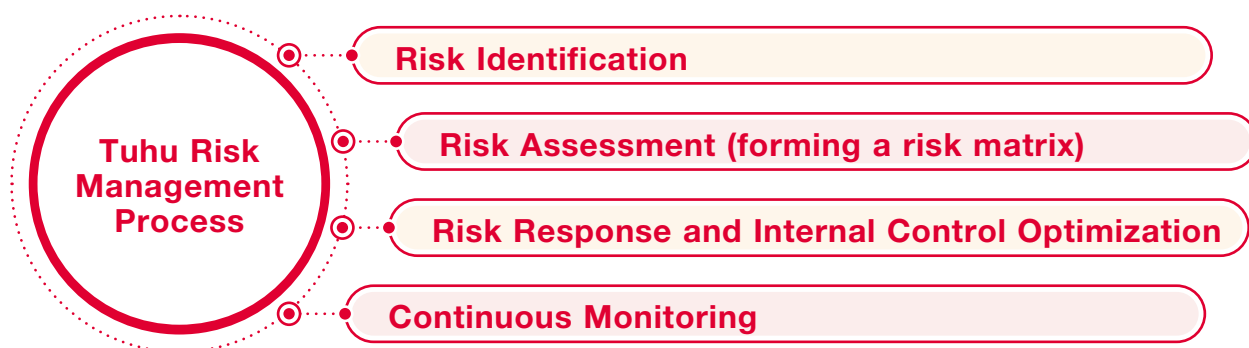 Tuhu Risk
Management
Process
Risk Identification
Risk Assessment (forming a risk matrix)
Risk Response and Internal Control Optimization
Continuous Monitoring